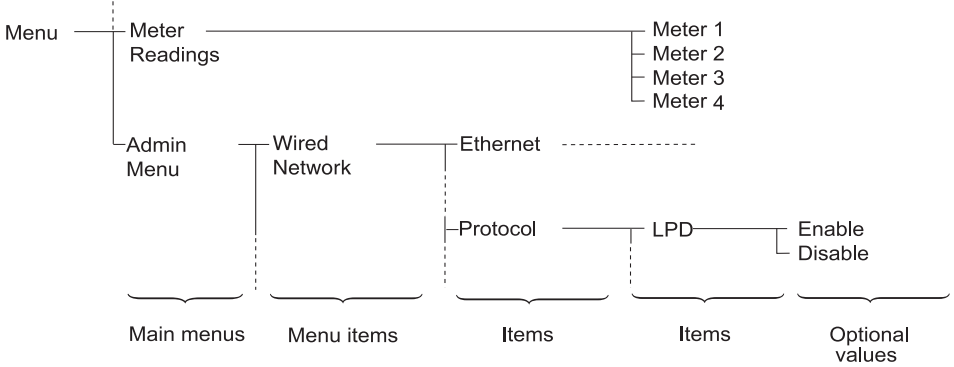 Menu
Meter
Readings
Meter 1
Meter 2
Meter 3
Meter 4
Admin
Menu
Wired
Network
Ethernet
Protocol
LPD
Enable
Disable
Main menus
Menu items
Items
Items
Optional
values